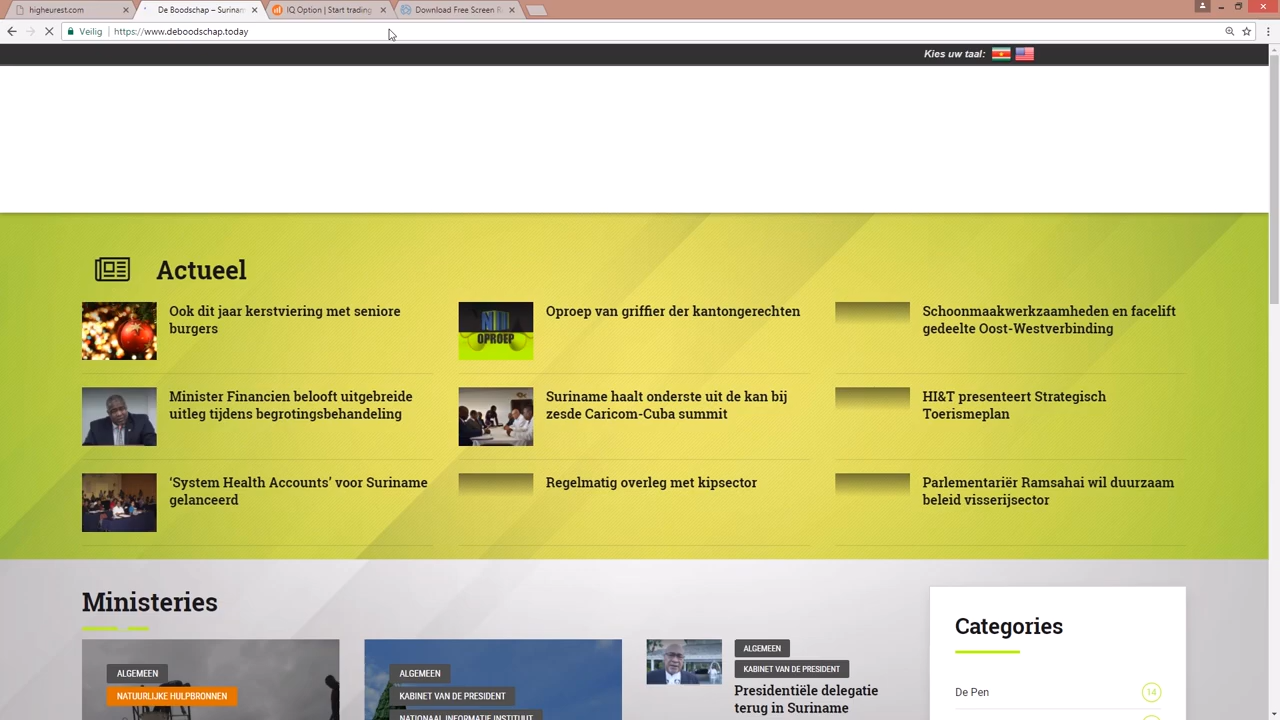 higheurest.com
De Boodschap – Surinam
IQ Option | Start trading
Download Free Screen R
Veilig
https://www.deboodschap.today
Kies uw taal:
Actueel
Ook dit jaar kerstviering met seniore
burgers
Oproep van griffier der kantongerechten
OPROEP
Schoonmaakwerkzaamheden en facelift
gedeelte Oost-Westverbinding
Minister Financien belooft uitgebreide
uitleg tijdens begrotingsbehandeling
Suriname haalt onderste uit de kan bij
zesde Caricom-Cuba summit
HI&T presenteert Strategisch
Toerismeplan
‘System Health Accounts’ voor Suriname
gelanceerd
Regelmatig overleg met kipsector
Parlementariër Ramsahai wil duurzaam
beleid visserijsector
Ministeries
ALGEMEEN
NATUURLIJKE HULPBRONNEN
ALGEMEEN
KABINET VAN DE PRESIDENT
NATIONAAL INFORMATIE INSTITUUT
ALGEMEEN
KABINET VAN DE PRESIDENT
Presidentiële delegatie
terug in Suriname
Categories
De Pen
14